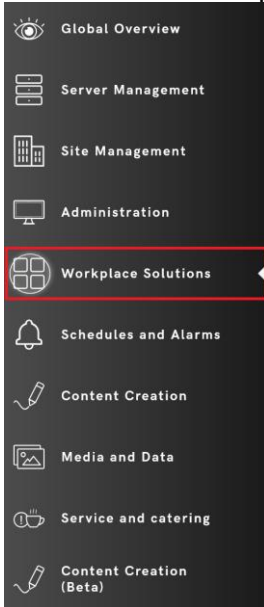 Global Overview
Server Management
Site Management
Administration
Workplace Solutions
Schedules and Alarms
Content Creation
Media and Data
Service and catering
Content Creation
(Beta)